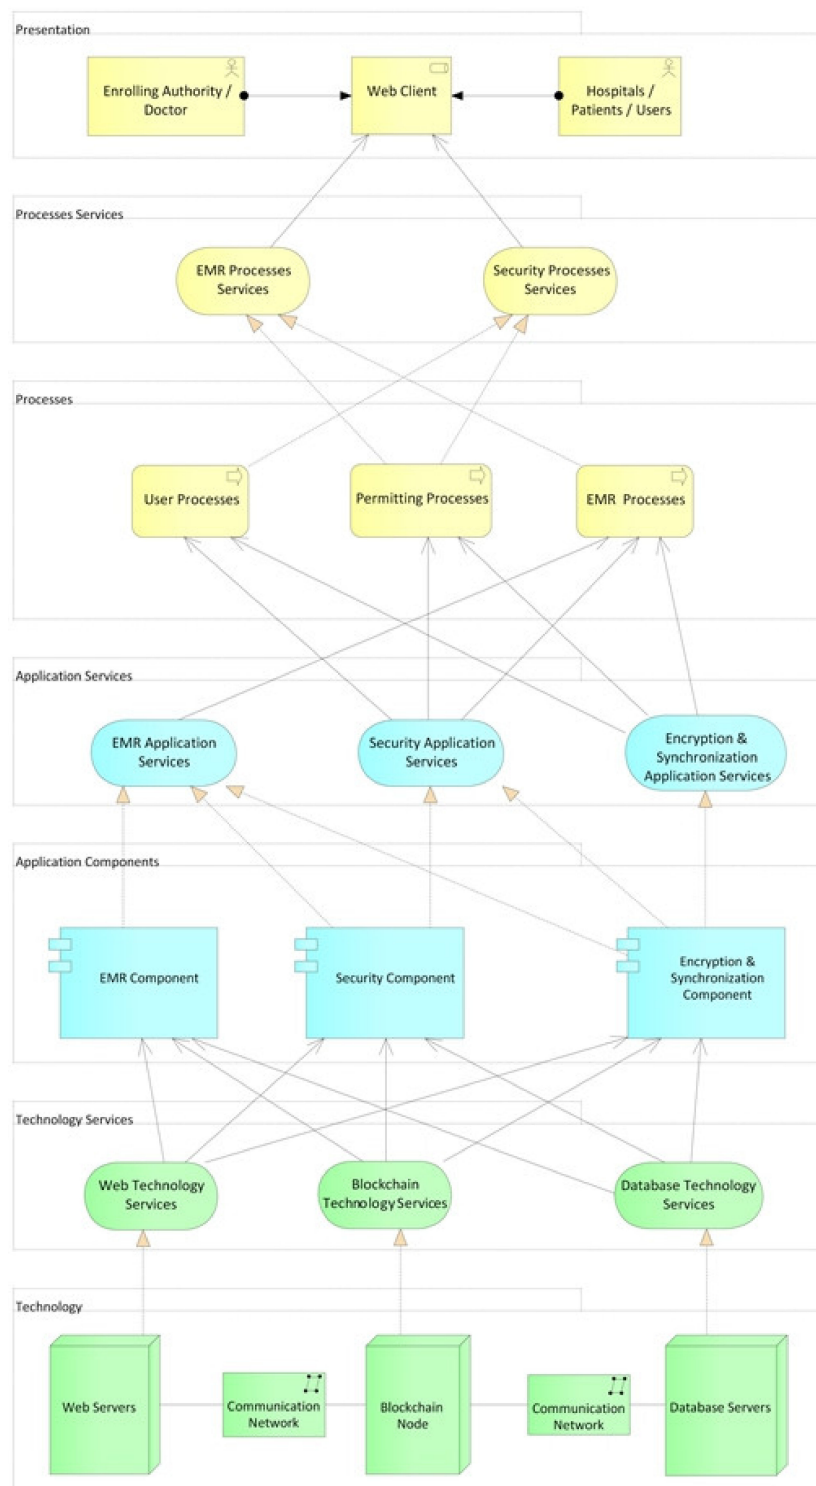 Presentation
Enrolling Authority /
Doctor
Web Client
Hospitals /
Patients / Users
Processes Services
EMR Processes
Services
Security Processes
Services
Processes
User Processes
Permitting Processes
EMR Processes
Application Services
EMR Application
Services
Security Application
Services
Encryption &
Synchronization
Application Services
Application Components
EMR Component
Security Component
Encryption &
Synchronization
Component
Technology Services
Web Technology
Services
Blockchain
Technology Services
Database Technology
Services
Technology
Web Servers
Communication
Network
Blockchain
Node
Communication
Network
Database Servers